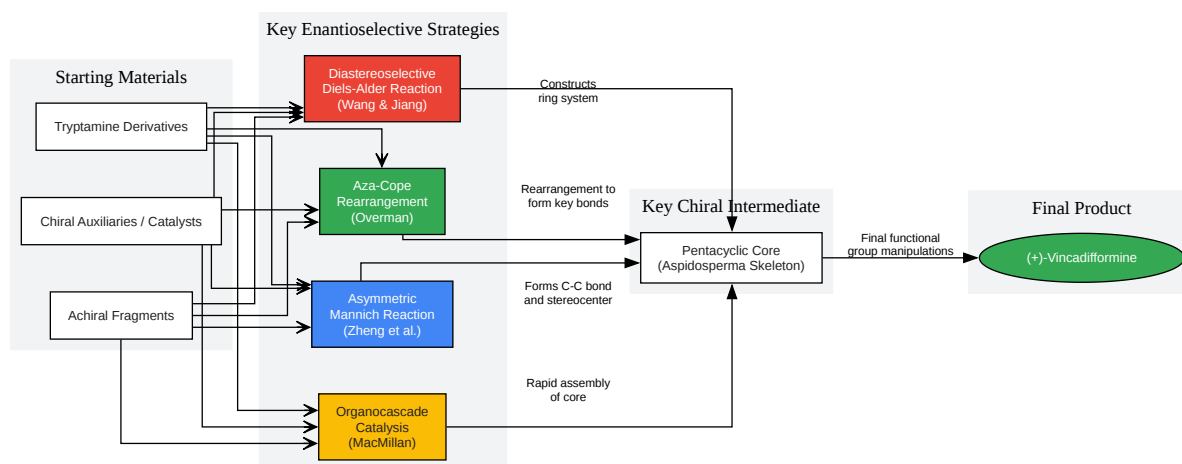 Key Enantioselective Strategies
Starting Materials
Diastereoselective
Diels-Alder Reaction
(Wang & Jiang)
Constructs
ring system
Tryptamine Derivatives
Aza-Cope
Rearrangement
(Overman)
Rearrangement to
form key bonds
Chiral Auxiliaries / Catalysts
Key Chiral Intermediate
Final Product
Pentacyclic Core
(Aspidosperma Skeleton)
Final functional
group manipulations
(+)-Vincadifformine
Forms C-C bond
and stereocenter
Achiral Fragments
Asymmetric
Mannich Reaction
(Zheng et al.)
Rapid assembly
of core
Organocascade
Catalysis
(MacMillan)